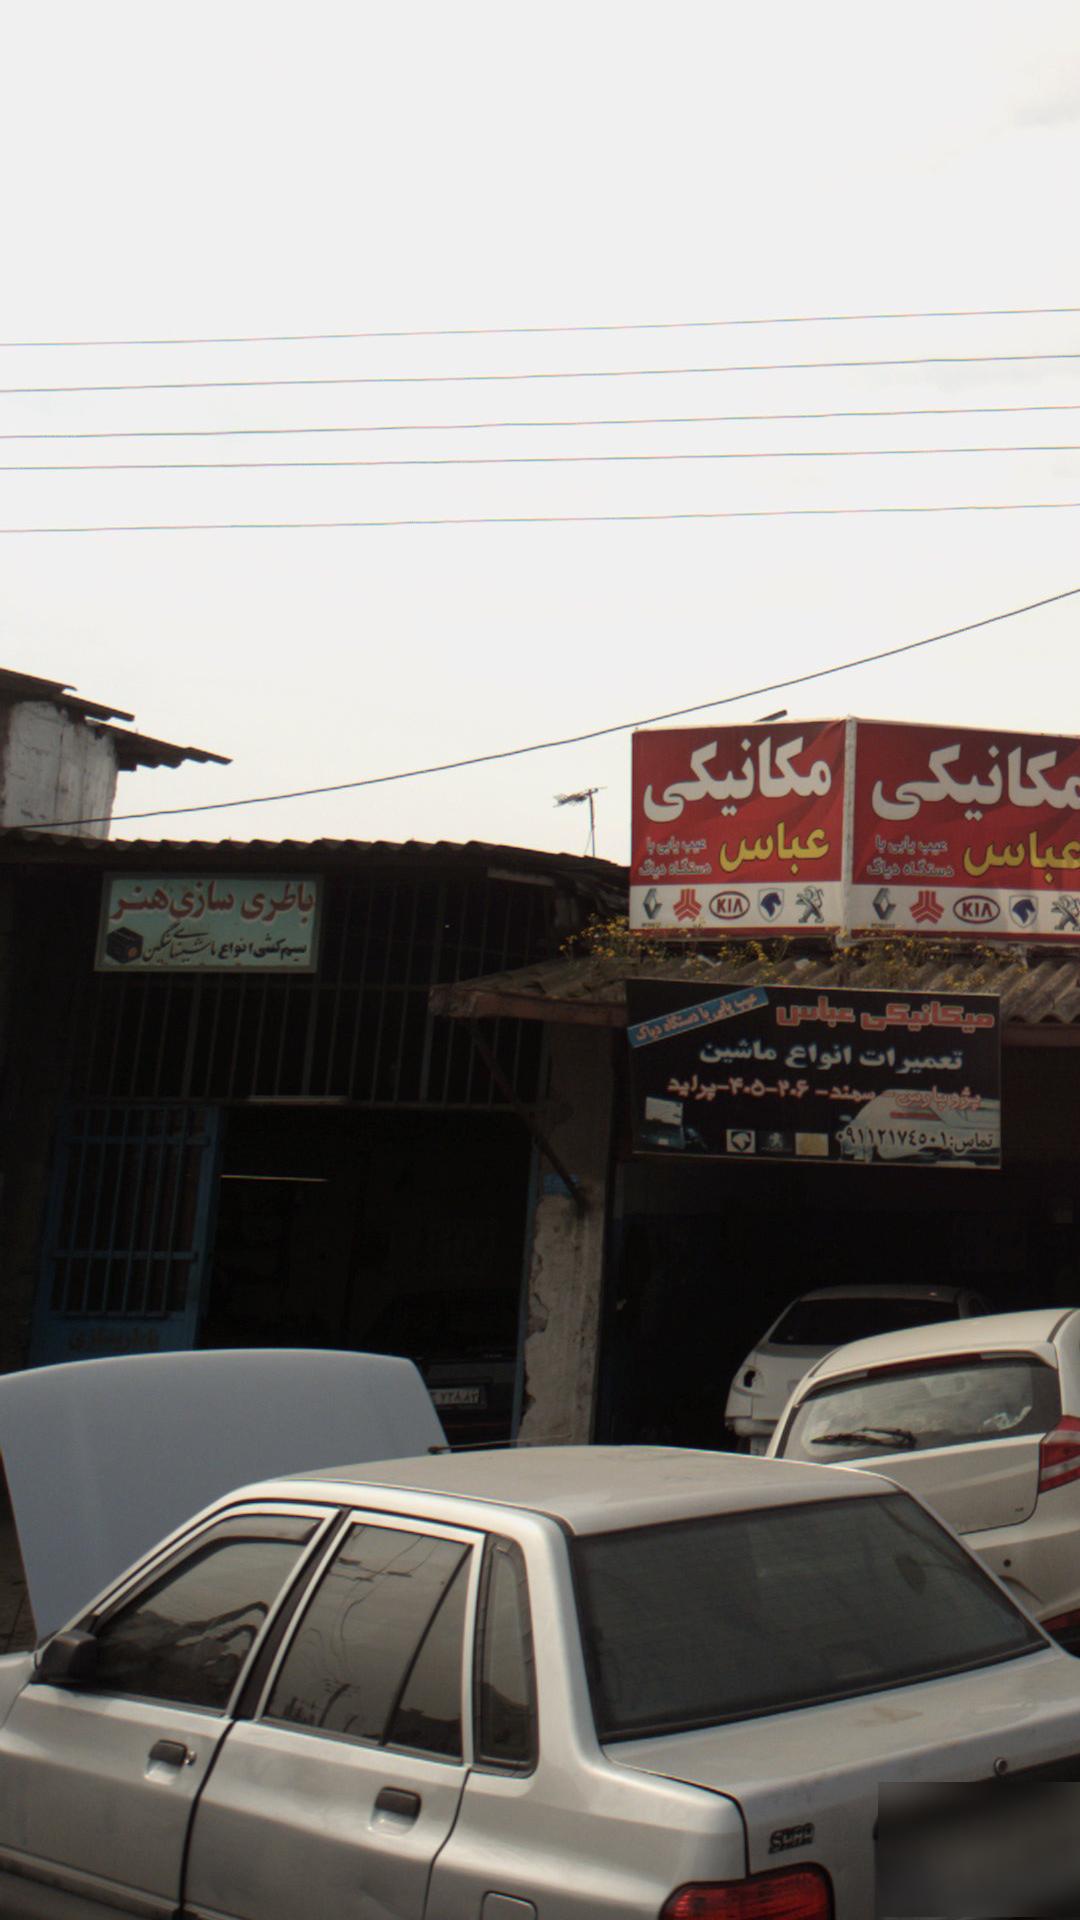 مکانیکی
عباس
عیب یابی با
دستگاه دیاگ
KIA
مکانیکی
عباس
عیب یابی با
دستگاه دیاگ
KIA
باطری سازی هنر
سیم کشی انواع ماشینهای سنگین
عیب یابی با دستگاه دیاگ
میکانیکی عباس
تعمیرات انواع ماشین
پژوپارس- سمند- ۲۰۶-۴۰۵-پراید
تماس:۰۹۱۱۲۱۷۴۵۰۱
باطریسازی